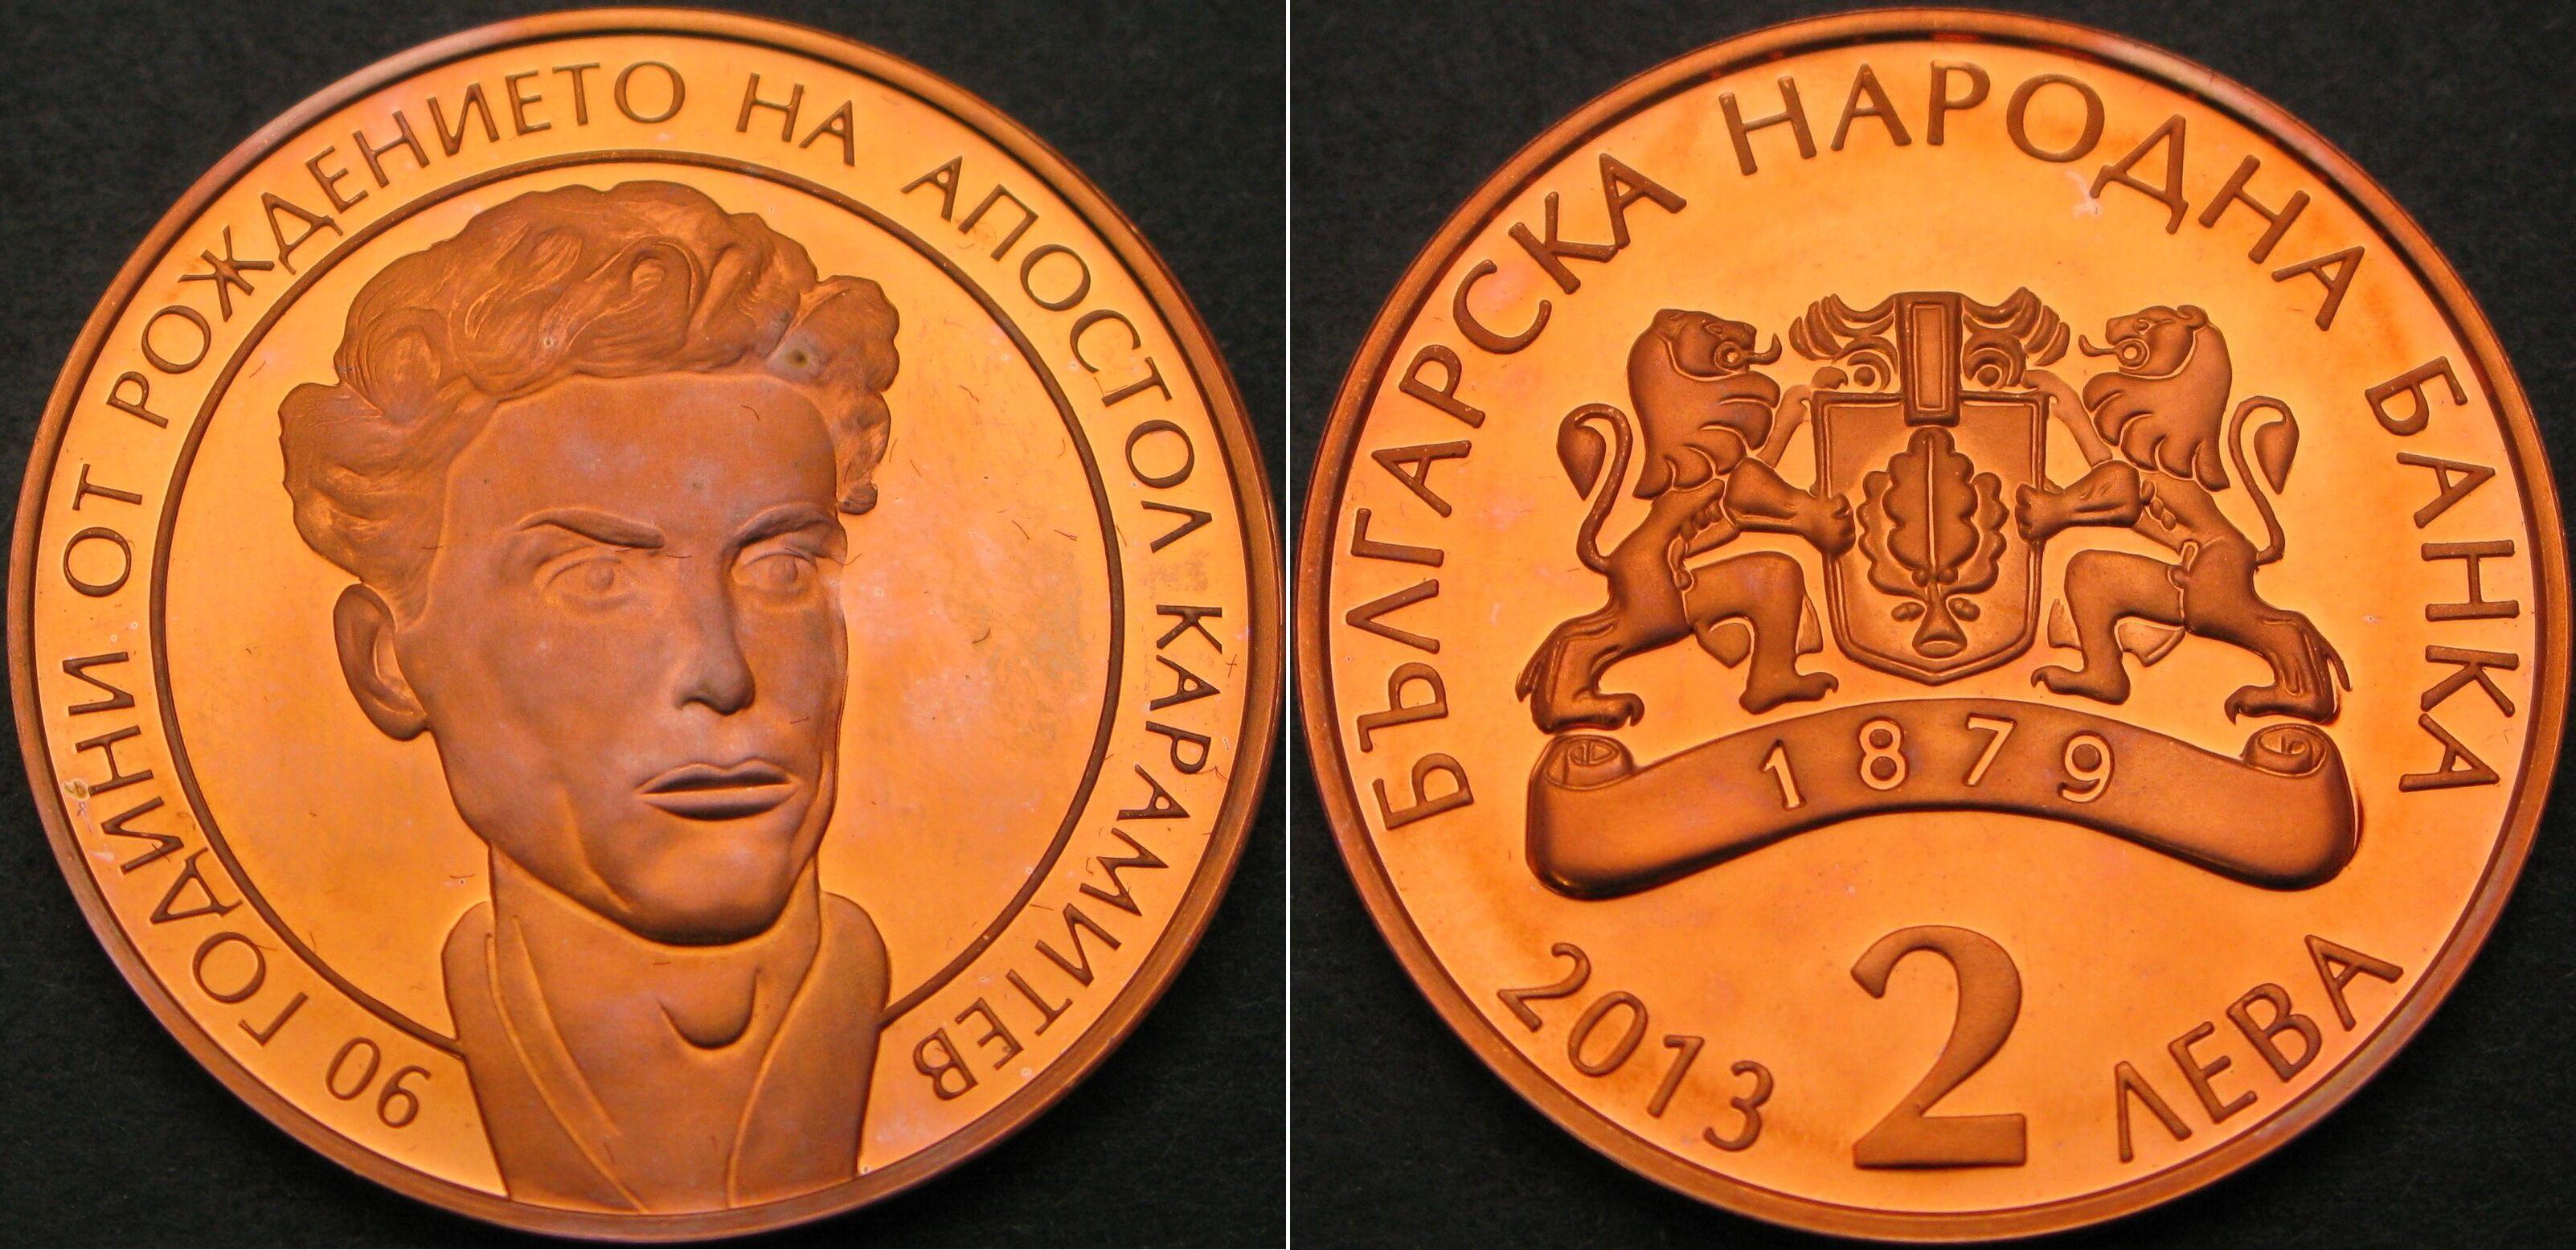 90 ГОДИНИ ОТ РОЖДЕНИЕТО НА АПОСТОЛ КАРАМИТЕВ
БЪЛГАРСКА НАРОДНА БАНКА
1879
2013
2
ЛЕВА